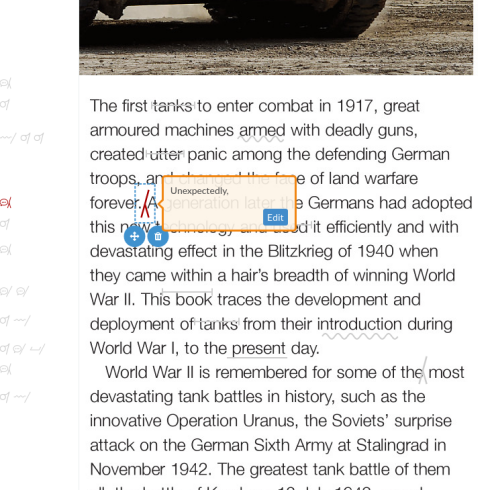 The first tanks to enter combat in 1917, great
armoured machines armed with deadly guns,
created utter panic among the defending German
troops, and changed the face of land warfare
forever. A generation later the Germans had adopted
this new technology and used it efficiently and with
devastating effect in the Blitzkrieg of 1940 when
they came within a hair’s breadth of winning World
War II. This book traces the development and
deployment of tanks from their introduction during
World War I, to the present day.
World War II is remembered for some of the most
devastating tank battles in history, such as the
innovative Operation Uranus, the Soviets’ surprise
attack on the German Sixth Army at Stalingrad in
November 1942. The greatest tank battle of them
Unexpectedly,
Edit